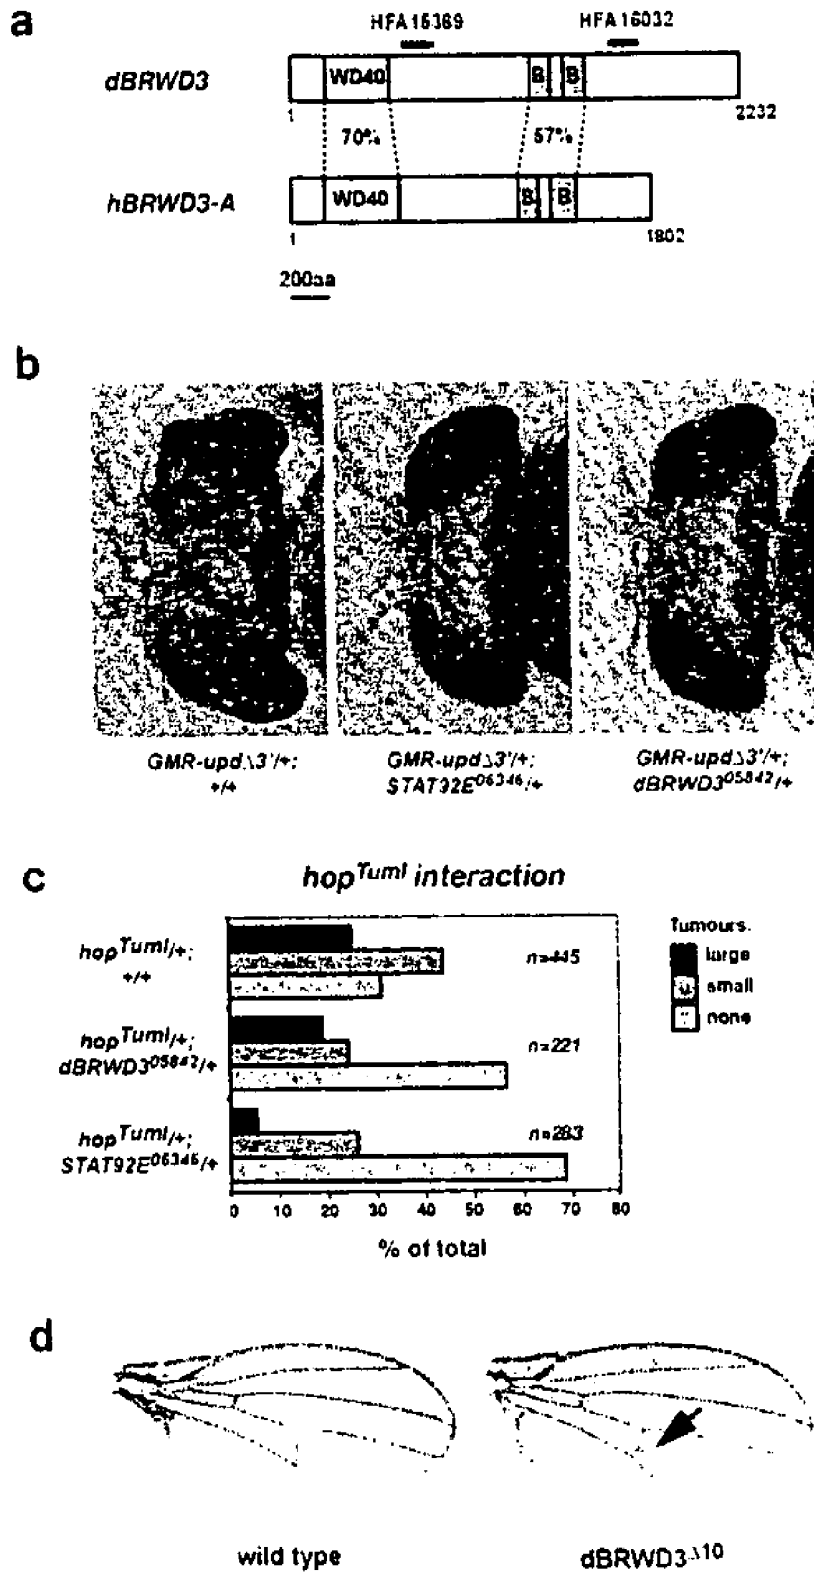 a
HFA15369 HFA16032
dBRWD3 WD40 B B
1 2232
70% 57%
hBRWD3-A WD40 B B
1 1802
200aa
b
GMR-updΔ3'/+; GMR-updΔ3'/+; GMR-updΔ3'/+;
+/+ STAT92E06346/+ dBRWD305842/+
c hopTuml interaction
Tumours.
hopTuml/+; large
+/+ n=445 small
none
hopTuml/+;
dBRWD305842/+ n=221
hopTuml/+; n=283
STAT92E06346/+
0 10 20 30 40 50 60 70 80
% of total
d
wild type dBRWD3Δ10